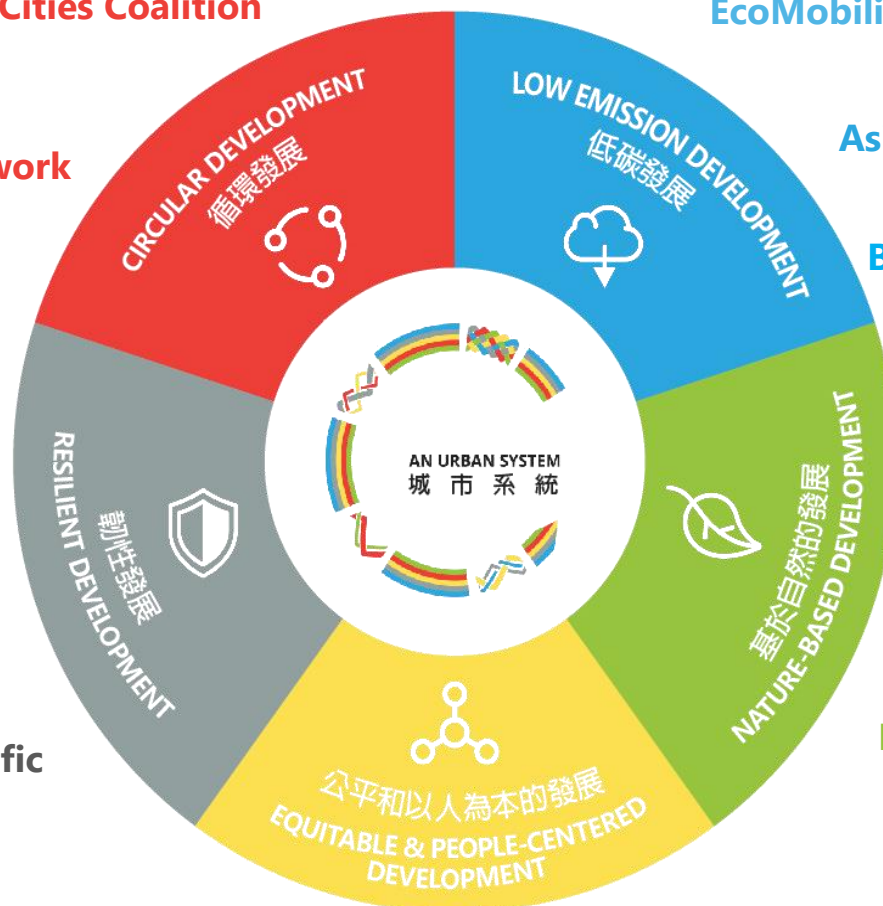 Cities Coalition
EcoMobili
work
As
B
fic
CIRCULAR DEVELOPMENT
循環發展
LOW EMISSION DEVELOPMENT
低碳發展
RESILIENT DEVELOPMENT
韌性發展
AN URBAN SYSTEM
城市系統
基於自然的發展
NATURE-BASED DEVELOPMENT
公平和以人為本的發展
EQUITABLE & PEOPLE-CENTERED
DEVELOPMENT